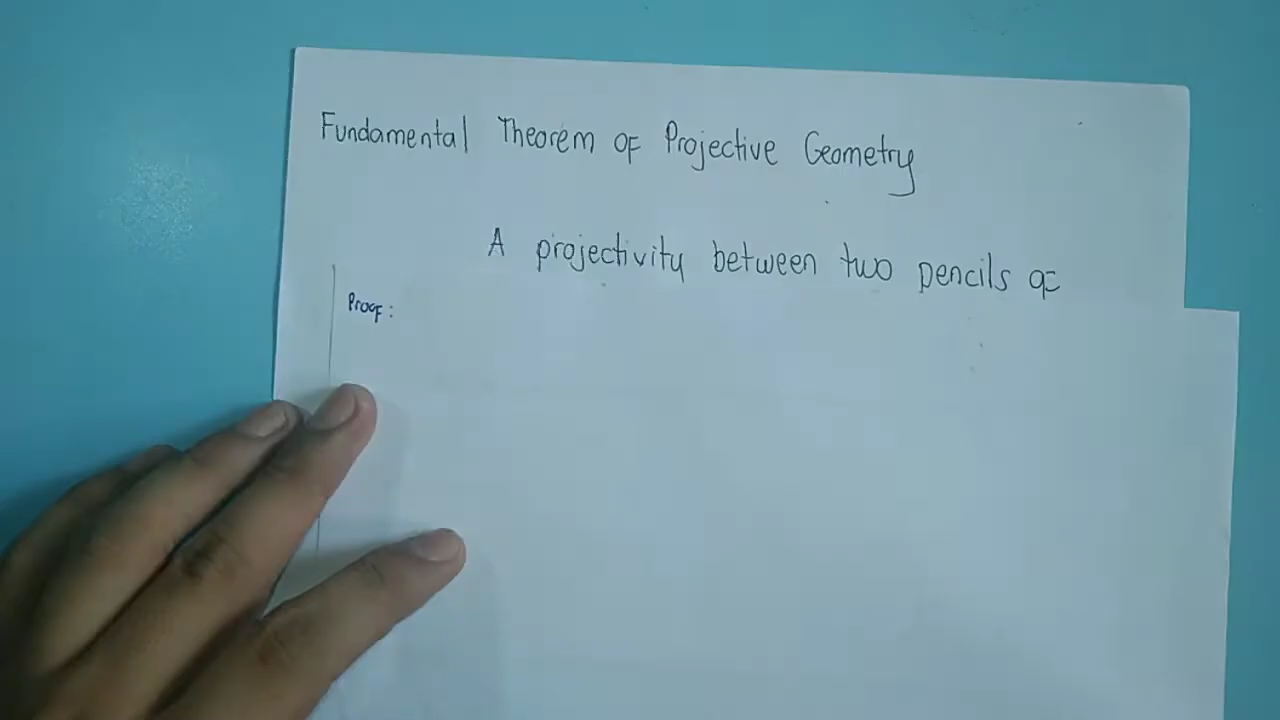 Fundamental Theorem of Projective Geometry
A projectivity between two pencils of
Proof: